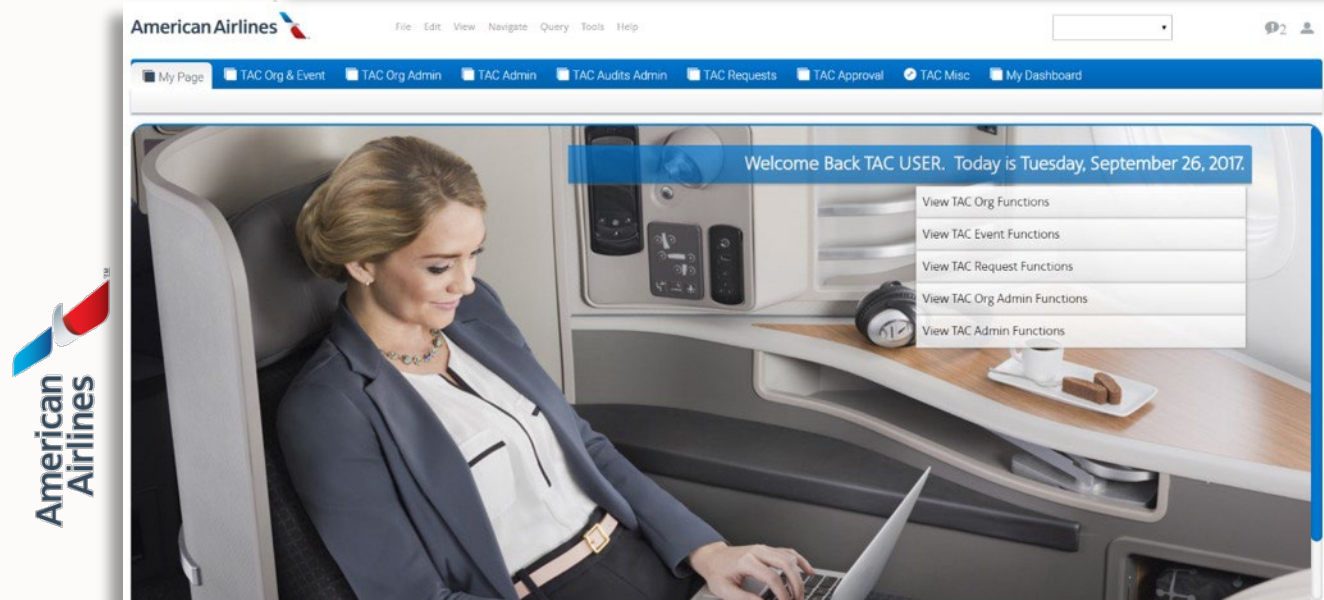 American Airlines
File Edit View Navigate Query Tools Help
2
My Page TAC Org & Event TAC Org Admin TAC Admin TAC Audits Admin TAC Requests TAC Approval TAC Misc My Dashboard
Welcome Back TAC USER. Today is Tuesday, September 26, 2017.
View TAC Org Functions
View TAC Event Functions
View TAC Request Functions
View TAC Org Admin Functions
View TAC Admin Functions
American
Airlines
TM